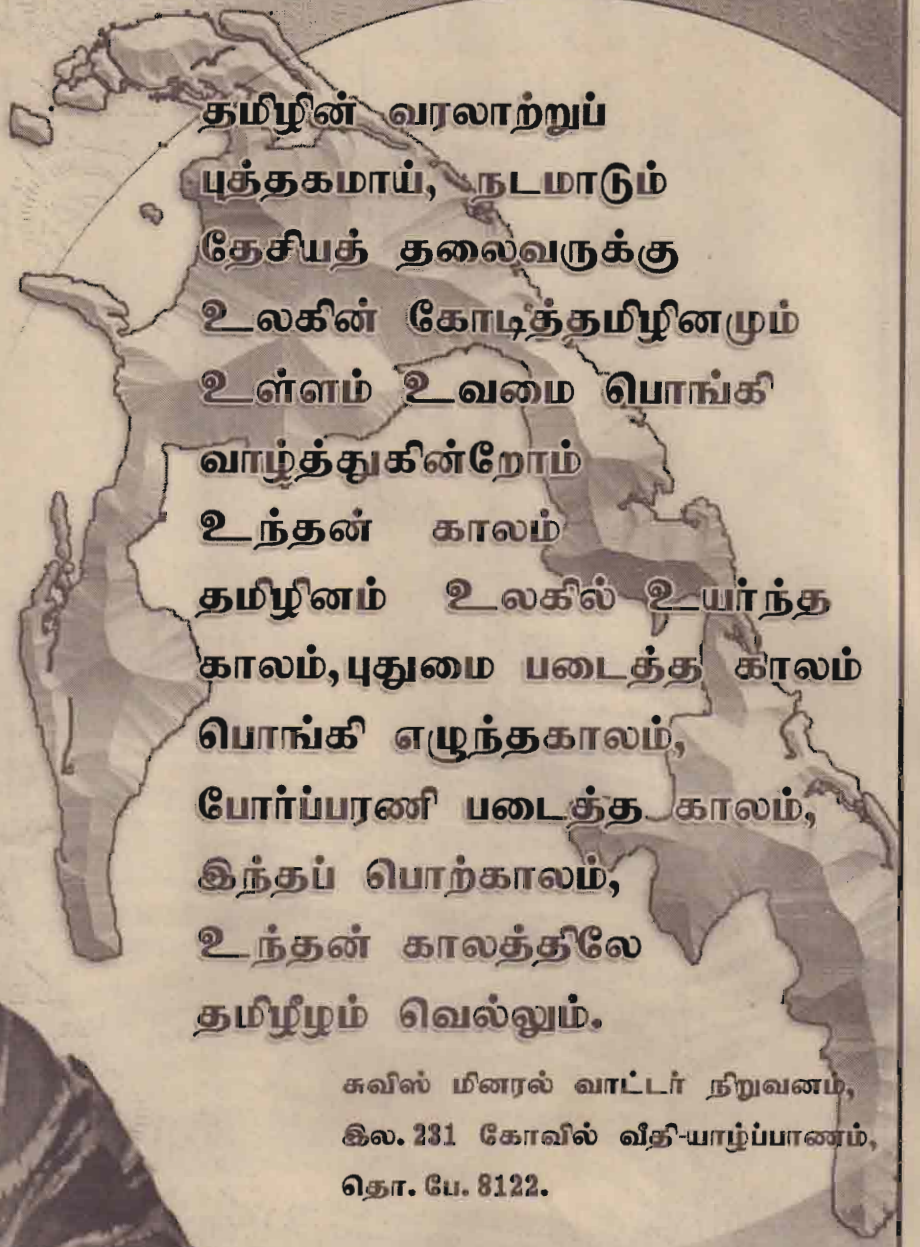 தமிழின் வரலாற்றுப்
புத்தகமாய், நடமாடும்
தேசியத் தலைவருக்கு
உலகின் கோடித்தமிழினமும்
உள்ளம் உவமை பொங்கி
வாழ்த்துகின்றோம்
உந்தன் காலம்
தமிழினம் உலகில் உயர்ந்த
காலம்,புதுமை படைத்த காலம்
பொங்கி எழுந்தகாலம்,
போர்ப்பரணி படைத்த காலம்,
இந்தப் பொற்காலம்,
உந்தன் காலத்திலே
தமிழீழம் வெல்லும்.
சுவிஸ் மினரல் வாட்டர் நிறுவனம்,
இல. 231 கோவில் வீதி-யாழ்ப்பாணம்,
தொ. பே. 8122.